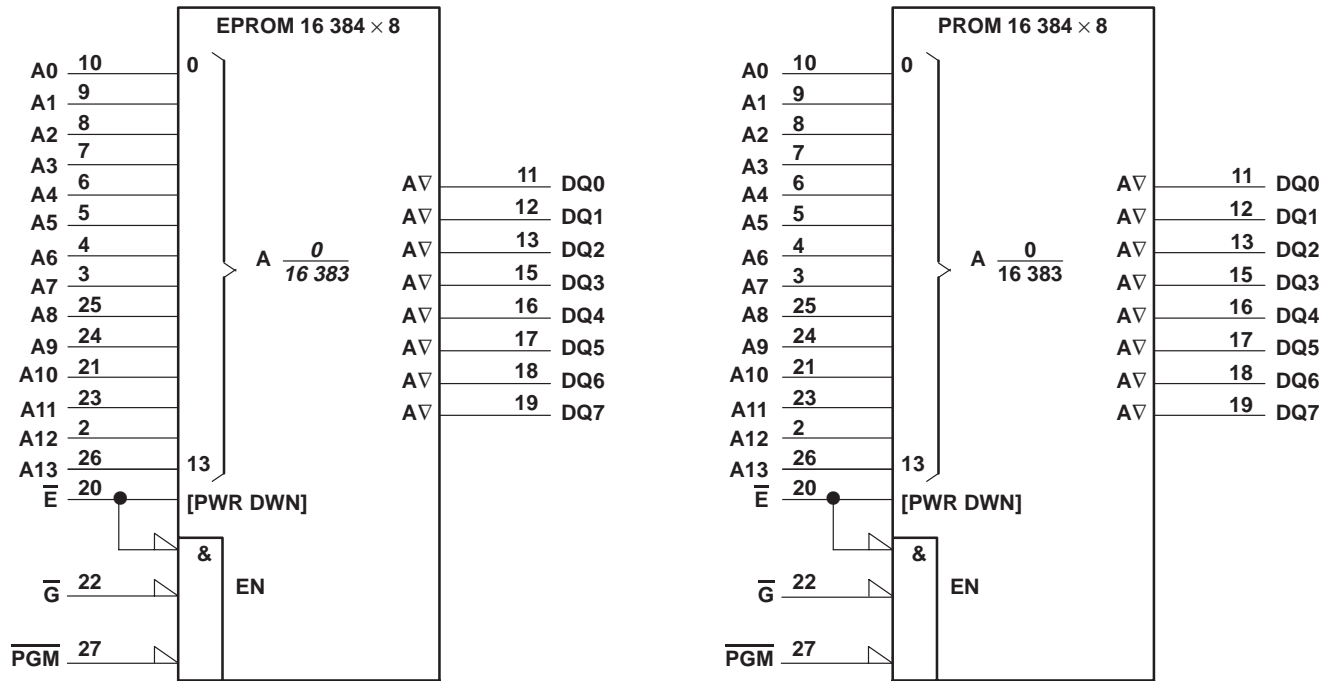 EPROM 16 384 × 8
A0 10 0
A1 9
A2 8
A3 7
A4 6
A5 5
A6 4
A7 3
A8 25
A9 24
A10 21
A11 23
A12 2
A13 26 13
E̅ 20 [PWR DWN]
&
G̅ 22 EN
P̅G̅M̅ 27
A 0
16 383
A∇ 11 DQ0
A∇ 12 DQ1
A∇ 13 DQ2
A∇ 15 DQ3
A∇ 16 DQ4
A∇ 17 DQ5
A∇ 18 DQ6
A∇ 19 DQ7
PROM 16 384 × 8
A0 10 0
A1 9
A2 8
A3 7
A4 6
A5 5
A6 4
A7 3
A8 25
A9 24
A10 21
A11 23
A12 2
A13 26 13
E̅ 20 [PWR DWN]
&
G̅ 22 EN
P̅G̅M̅ 27
A 0
16 383
A∇ 11 DQ0
A∇ 12 DQ1
A∇ 13 DQ2
A∇ 15 DQ3
A∇ 16 DQ4
A∇ 17 DQ5
A∇ 18 DQ6
A∇ 19 DQ7